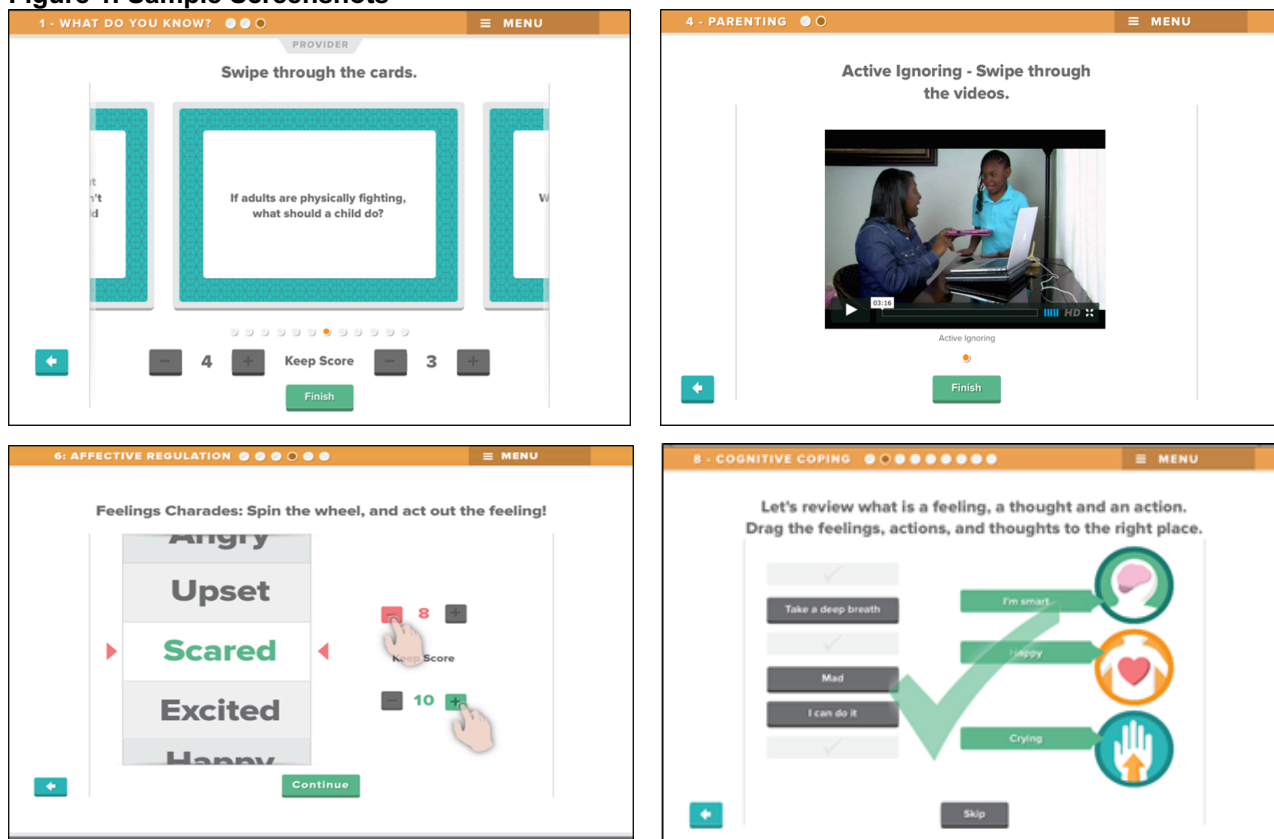 Figure 4. Sample Screenshots
1 - WHAT DO YOU KNOW?
MENU
PROVIDER
Swipe through the cards.
n't
If adults are physically fighting,
what should a child do?
W
4
Keep Score
3
Finish
4 - PARENTING
MENU
Active Ignoring - Swipe through
the videos.
03:16
HD
Active Ignoring
Finish
6: AFFECTIVE REGULATION
MENU
Feelings Charades: Spin the wheel, and act out the feeling!
Angry
Upset
Scared
Excited
Happy
8
Keep Score
10
Continue
8 - COGNITIVE COPING
MENU
Let's review what is a feeling, a thought and an action.
Drag the feelings, actions, and thoughts to the right place.
Take a deep breath
Mad
I can do it
I'm smart
Happy
Crying
Skip